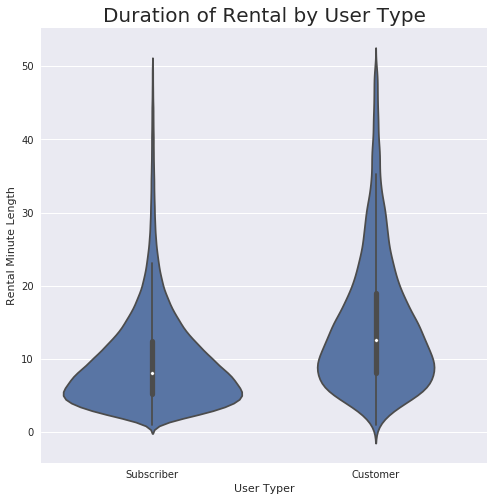 Duration of Rental by User Type
Rental Minute Length
50
40
30
20
10
0
Subscriber
Customer
User Typer